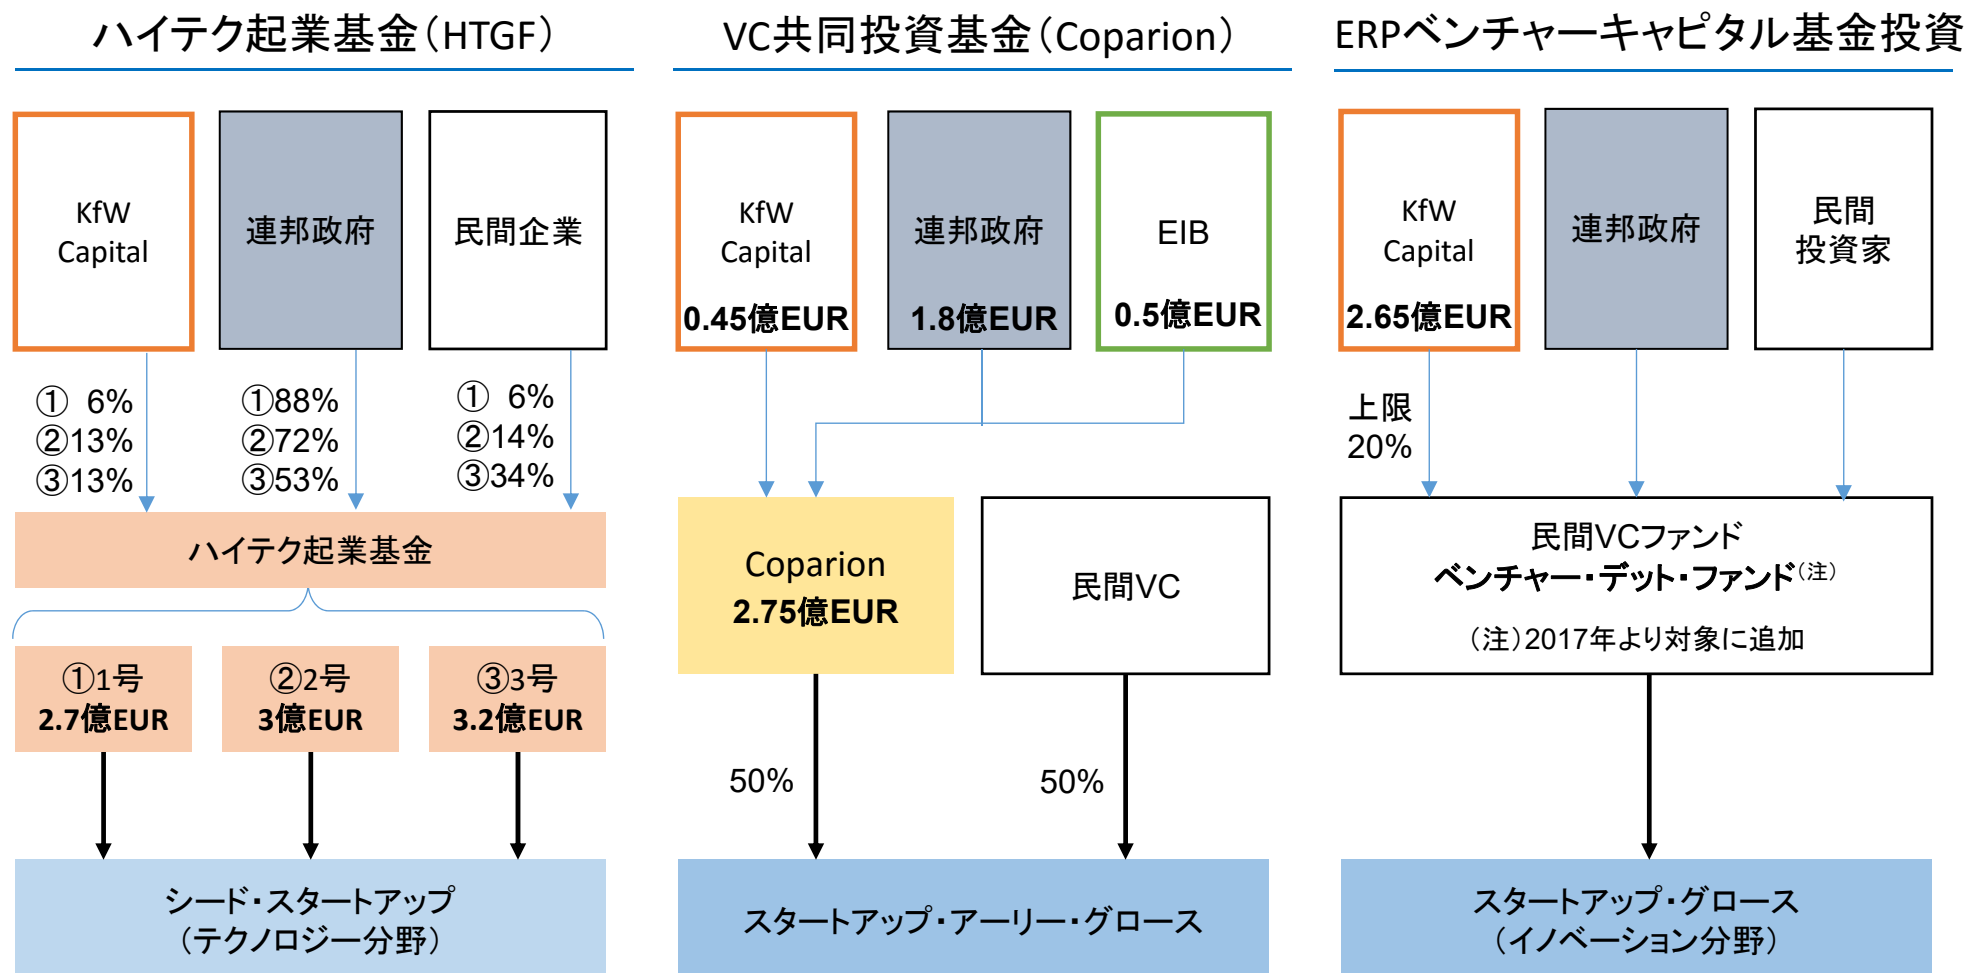 ハイテク起業基金（HTGF）
KfW
Capital
連邦政府
民間企業
① 6%
②13%
③13%
①88%
②72%
③53%
① 6%
②14%
③34%
ハイテク起業基金
①1号
2.7億EUR
②2号
3億EUR
③3号
3.2億EUR
シード・スタートアップ
（テクノロジー分野）
VC共同投資基金（Coparion）
KfW
Capital
0.45億EUR
連邦政府
1.8億EUR
EIB
0.5億EUR
Coparion
2.75億EUR
民間VC
50%
50%
スタートアップ・アーリー・グロース
ERPベンチャーキャピタル基金投資
KfW
Capital
2.65億EUR
連邦政府
民間
投資家
上限
20%
民間VCファンド
ベンチャー・デット・ファンド（注）
（注）2017年より対象に追加
スタートアップ・グロース
（イノベーション分野）